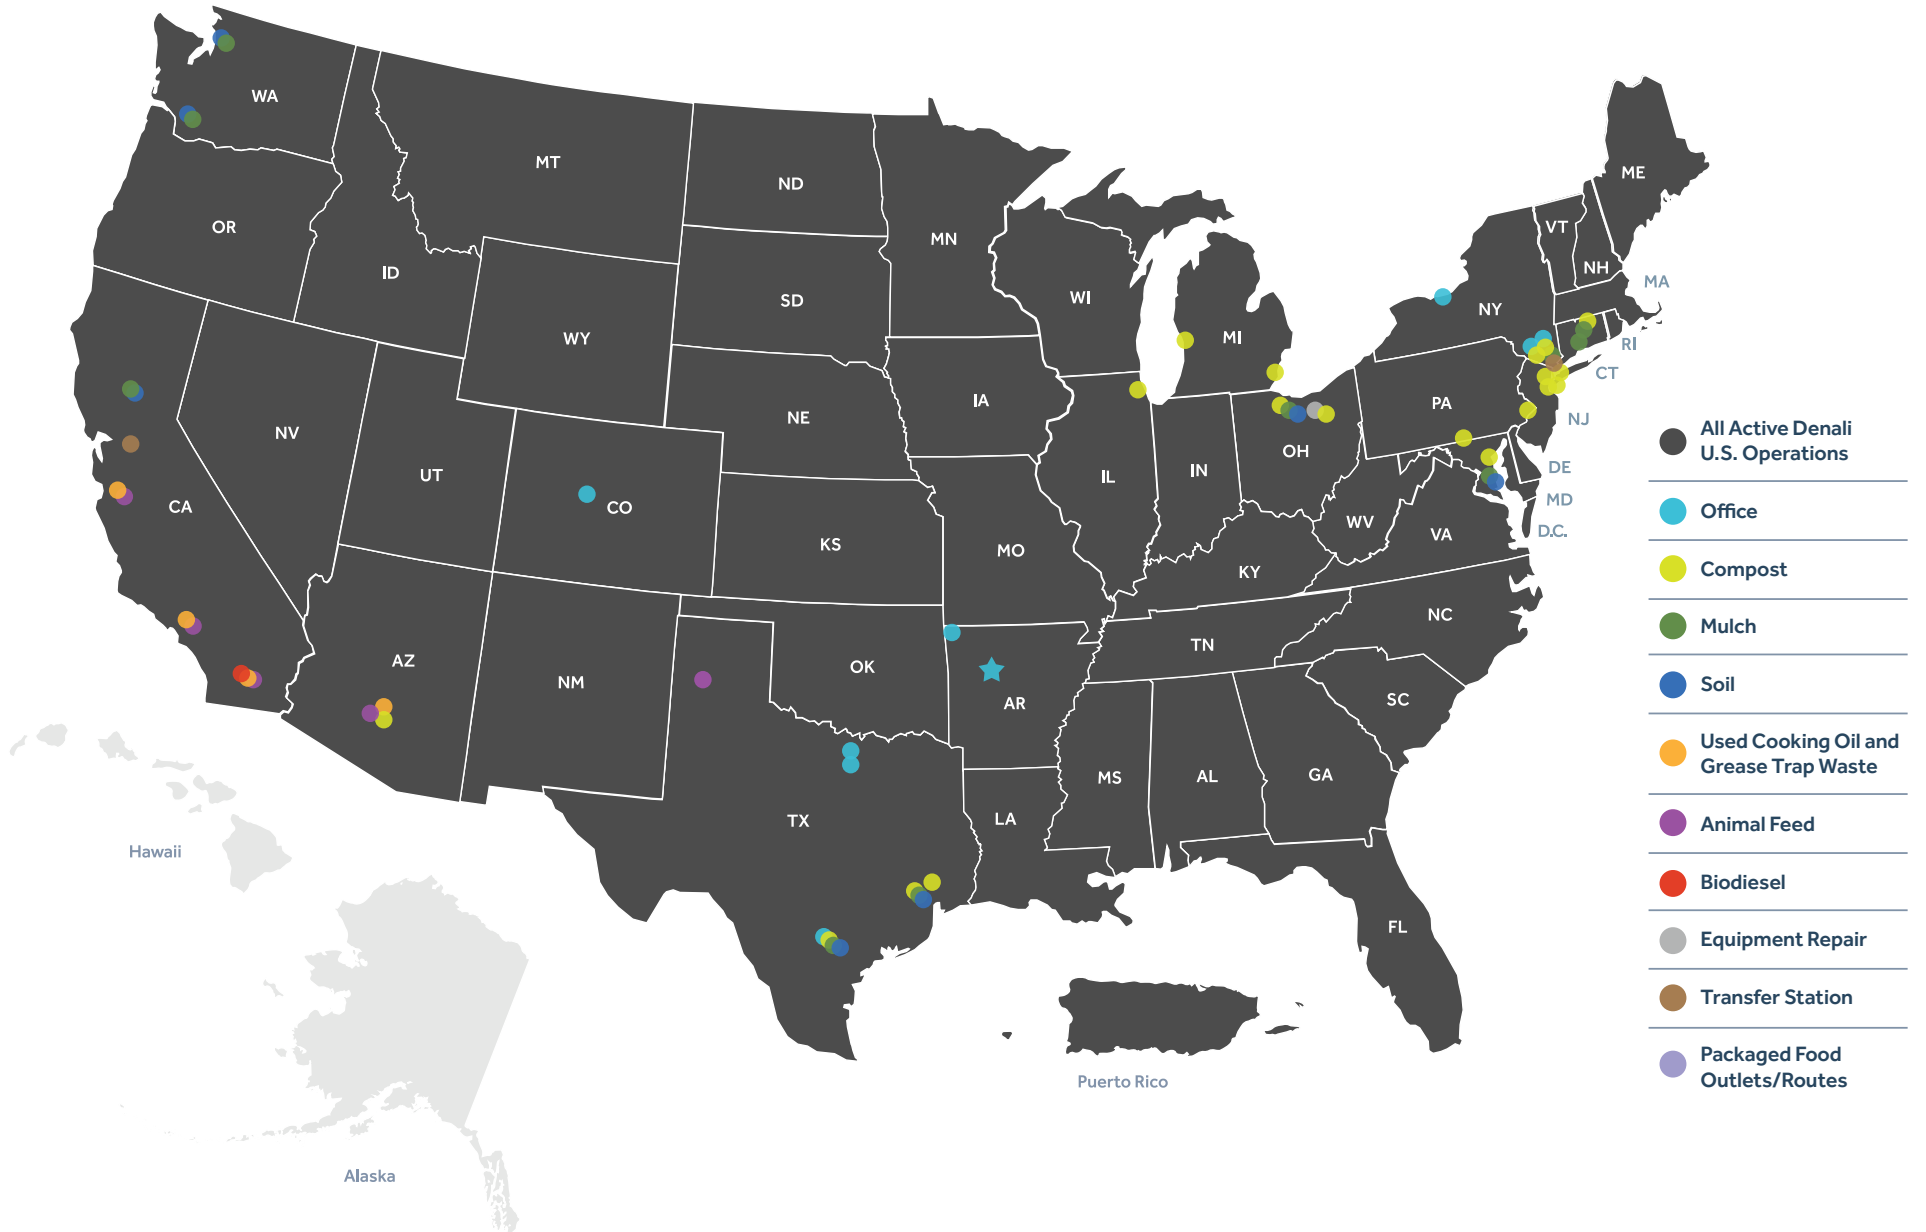 WA
MT
ND
ME
OR
ID
MN
VT
NH
MA
SD
WI
NY
WY
MI
RI
CT
NE
IA
PA
NJ
NV
UT
CO
IL
IN
OH
DE
CA
MD
WV
VA
D.C.
KS
MO
KY
AZ
NM
OK
TN
NC
AR
SC
TX
LA
MS
AL
GA
FL
Hawaii
Alaska
Puerto Rico
All Active Denali
U.S. Operations
Office
Compost
Mulch
Soil
Used Cooking Oil and
Grease Trap Waste
Animal Feed
Biodiesel
Equipment Repair
Transfer Station
Packaged Food
Outlets/Routes